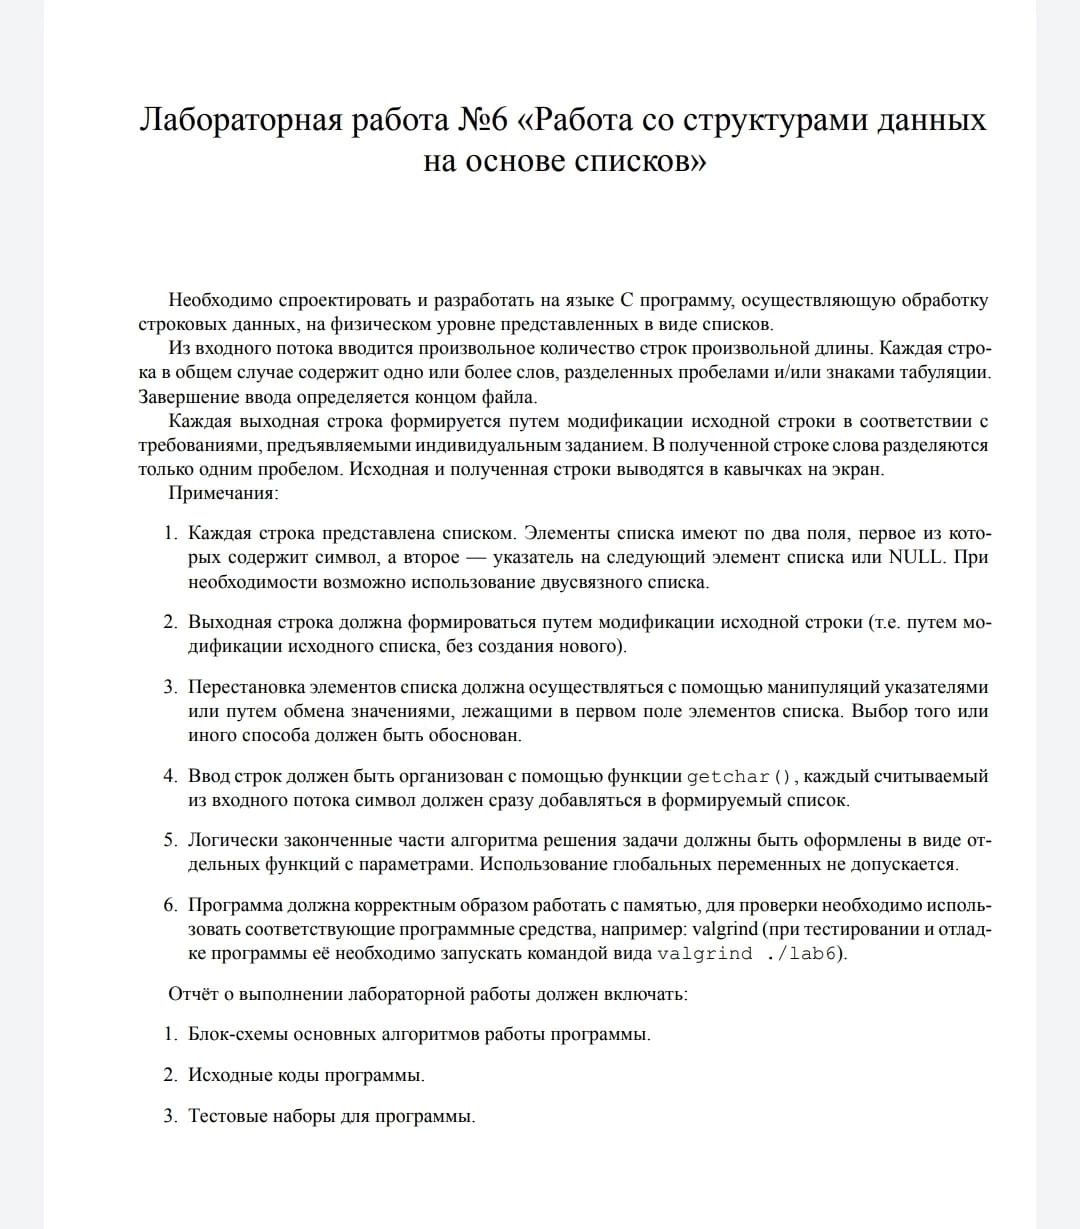 Лабораторная работа №6 «Работа со структурами данных
на основе списков»
Необходимо спроектировать и разработать на языке C программу, осуществляющую обработку
строковых данных, на физическом уровне представленных в виде списков.
Из входного потока вводится произвольное количество строк произвольной длины. Каждая стро-
ка в общем случае содержит одно или более слов, разделенных пробелами и/или знаками табуляции.
Завершение ввода определяется концом файла.
Каждая выходная строка формируется путем модификации исходной строки в соответствии с
требованиями, предъявляемыми индивидуальным заданием. В полученной строке слова разделяются
только одним пробелом. Исходная и полученная строки выводятся в кавычках на экран.
Примечания:
1. Каждая строка представлена списком. Элементы списка имеют по два поля, первое из кото-
рых содержит символ, а второе — указатель на следующий элемент списка или NULL. При
необходимости возможно использование двусвязного списка.
2. Выходная строка должна формироваться путем модификации исходной строки (т.е. путем мо-
дификации исходного списка, без создания нового).
3. Перестановка элементов списка должна осуществляться с помощью манипуляций указателями
или путем обмена значениями, лежащими в первом поле элементов списка. Выбор того или
иного способа должен быть обоснован.
4. Ввод строк должен быть организован с помощью функции getchar(), каждый считываемый
из входного потока символ должен сразу добавляться в формируемый список.
5. Логически законченные части алгоритма решения задачи должны быть оформлены в виде от-
дельных функций с параметрами. Использование глобальных переменных не допускается.
6. Программа должна корректным образом работать с памятью, для проверки необходимо исполь-
зовать соответствующие программные средства, например: valgrind (при тестировании и отлад-
ке программы её необходимо запускать командой вида valgrind ./lab6).
Отчёт о выполнении лабораторной работы должен включать:
1. Блок-схемы основных алгоритмов работы программы.
2. Исходные коды программы.
3. Тестовые наборы для программы.